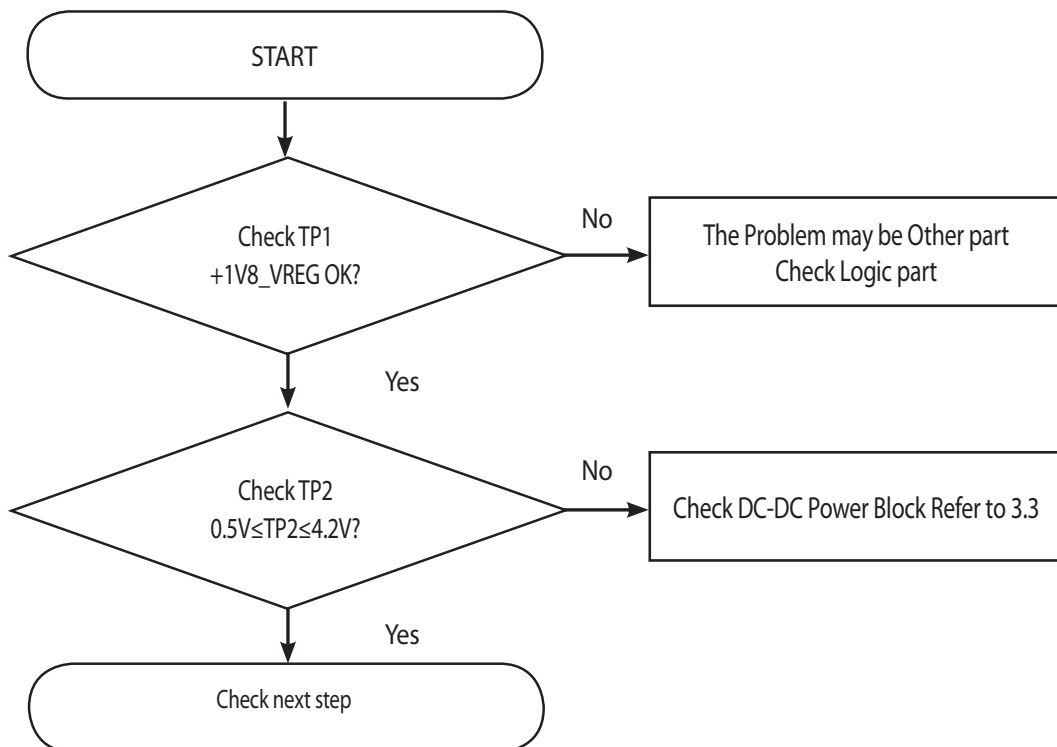 START
Check TP1
+1V8_VREG OK?
No
The Problem may be Other part
Check Logic part
Yes
Check TP2
0.5V≤TP2≤4.2V?
No
Check DC-DC Power Block Refer to 3.3
Yes
Check next step